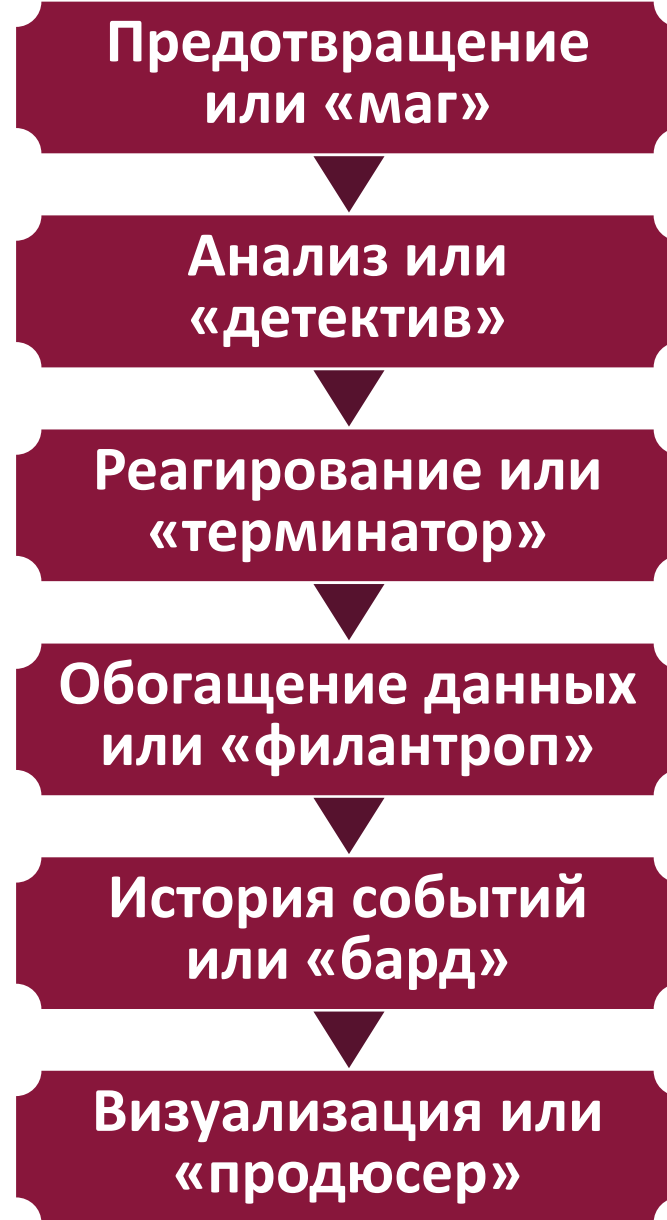 Предотвращение
или «маг»
Анализ или
«детектив»
Реагирование или
«терминатор»
Обогащение данных
или «филантроп»
История событий
или «бард»
Визуализация или
«продюсер»